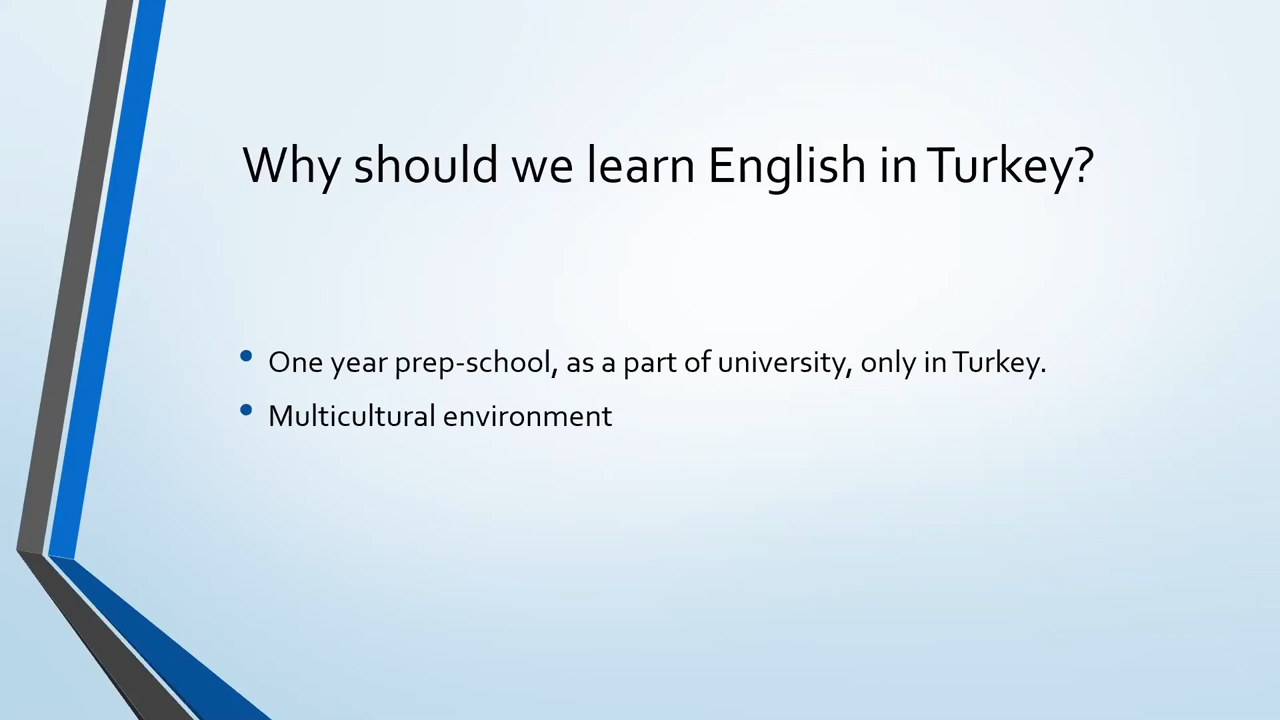 Why should we learn English in Turkey?
One year prep-school, as a part of university, only in Turkey.
Multicultural environment